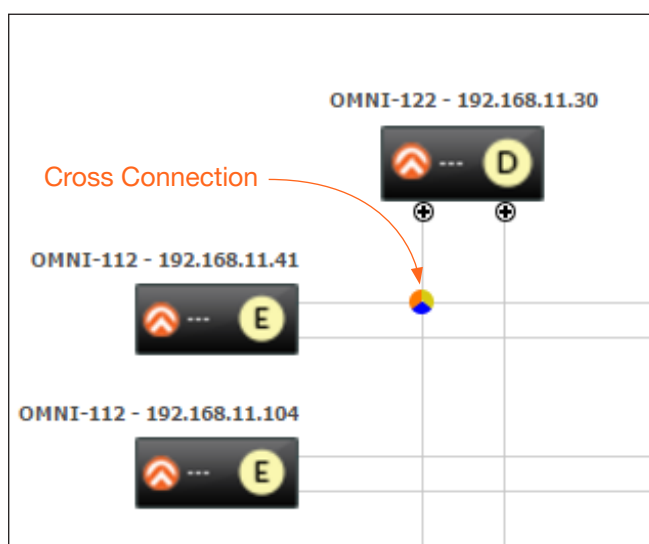 OMNI-122 - 192.168.11.30
--- D
Cross Connection
OMNI-112 - 192.168.11.41
--- E
OMNI-112 - 192.168.11.104
--- E